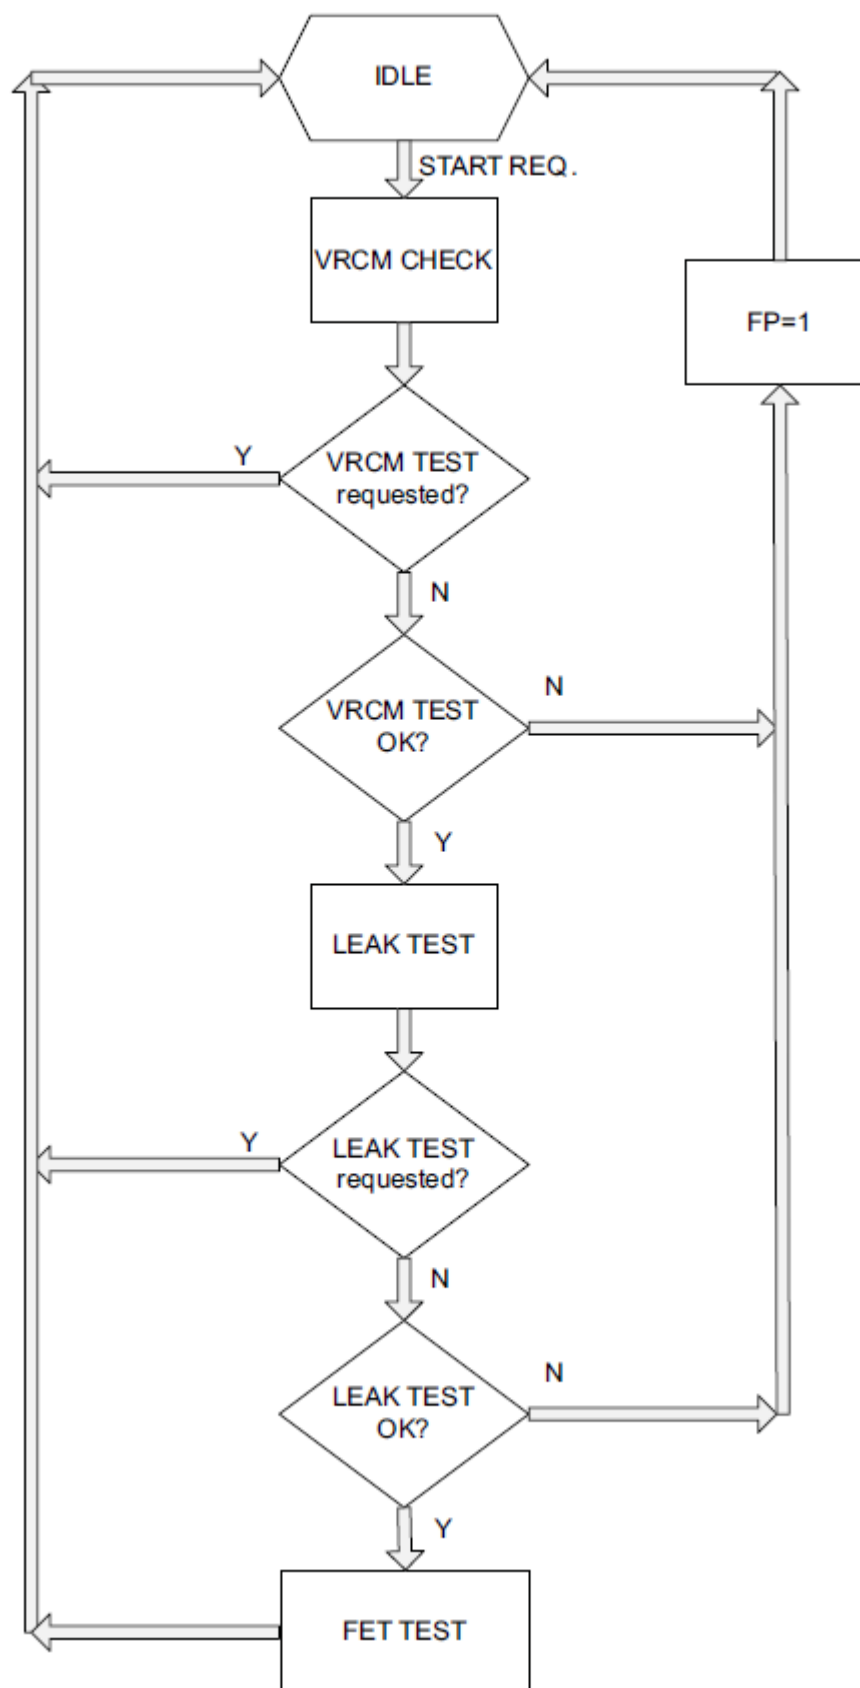 IDLE
START REQ.
VRCM CHECK
FP=1
Y
VRCM TEST
requested?
N
N
VRCM TEST
OK?
Y
LEAK TEST
Y
LEAK TEST
requested?
N
N
LEAK TEST
OK?
Y
FET TEST